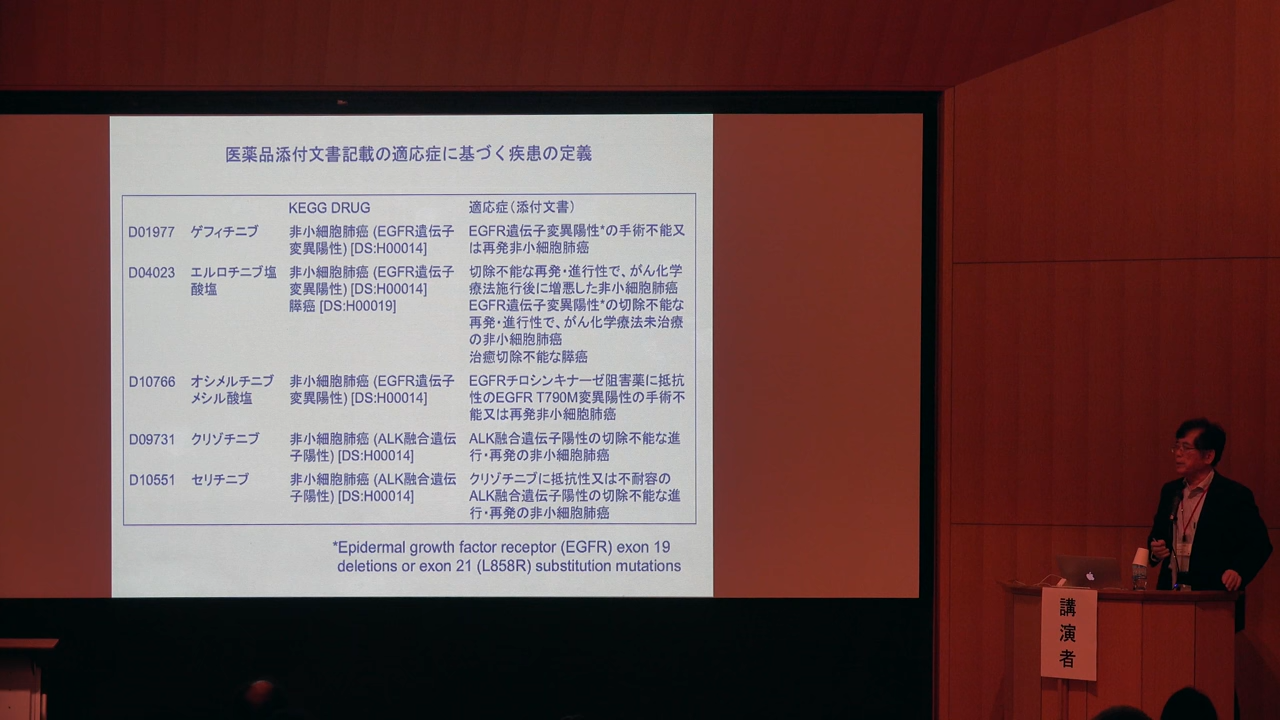 医薬品添付文書記載の適応症に基づく疾患の定義
KEGG DRUG 適応症(添付文書)
D01977 ゲフィチニブ 非小細胞肺癌 (EGFR遺伝子 EGFR遺伝子変異陽性*の手術不能又
変異陽性) [DS:H00014] は再発非小細胞肺癌
D04023 エルロチニブ塩 非小細胞肺癌 (EGFR遺伝子 切除不能な再発・進行性で、がん化学
酸塩 変異陽性) [DS:H00014] 療法施行後に増悪した非小細胞肺癌
膵癌 [DS:H00019] EGFR遺伝子変異陽性*の切除不能な
再発・進行性で、がん化学療法未治療
の非小細胞肺癌
治癒切除不能な膵癌
D10766 オシメルチニブ 非小細胞肺癌 (EGFR遺伝子 EGFRチロシンキナーゼ阻害薬に抵抗
メシル酸塩 変異陽性) [DS:H00014] 性のEGFR T790M変異陽性の手術不
能又は再発非小細胞肺癌
D09731 クリゾチニブ 非小細胞肺癌 (ALK融合遺伝 ALK融合遺伝子陽性の切除不能な進
子陽性) [DS:H00014] 行・再発の非小細胞肺癌
D10551 セリチニブ 非小細胞肺癌 (ALK融合遺伝 クリゾチニブに抵抗性又は不耐容の
子陽性) [DS:H00014] ALK融合遺伝子陽性の切除不能な進
行・再発の非小細胞肺癌
*Epidermal growth factor receptor (EGFR) exon 19
deletions or exon 21 (L858R) substitution mutations
講演者